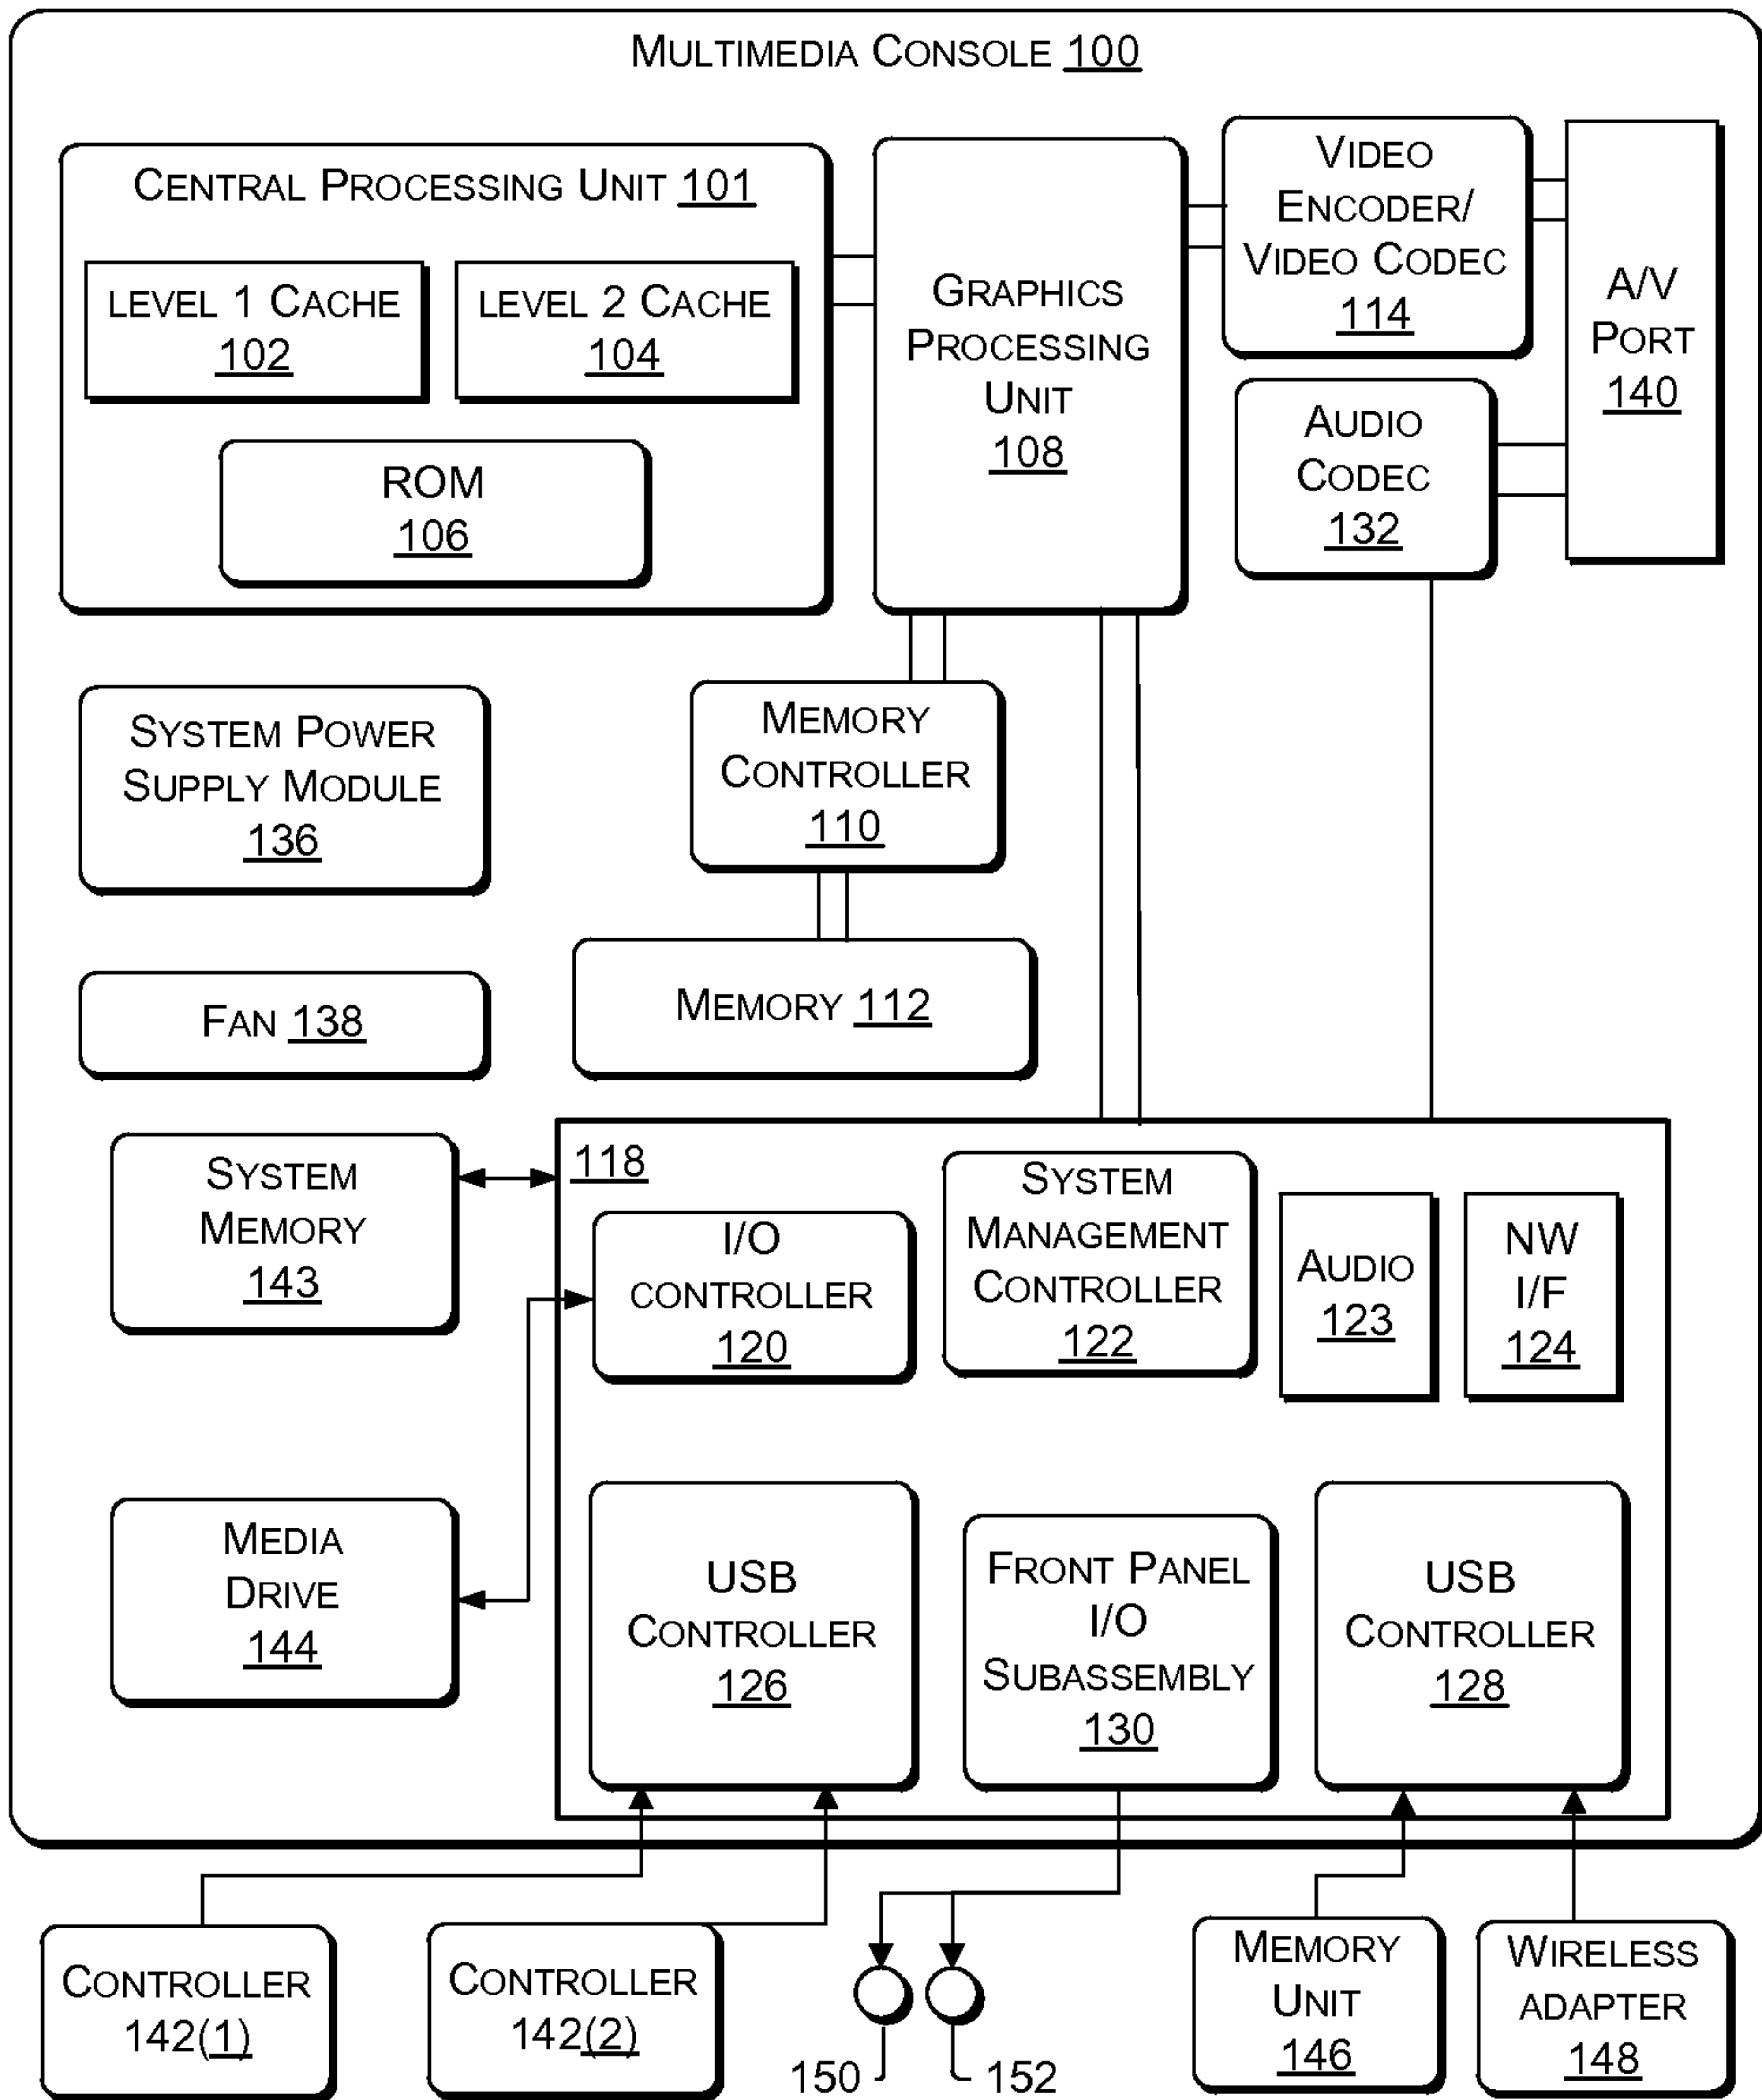 MULTIMEDIA CONSOLE 100
CENTRAL PROCESSING UNIT 101
LEVEL 1 CACHE
102
LEVEL 2 CACHE
104
ROM
106
GRAPHICS
PROCESSING
UNIT
108
VIDEO
ENCODER/
VIDEO CODEC
114
A/V
PORT
140
AUDIO
CODEC
132
SYSTEM POWER
SUPPLY MODULE
136
MEMORY
CONTROLLER
110
FAN 138
MEMORY 112
SYSTEM
MEMORY
143
118
I/O
CONTROLLER
120
SYSTEM
MANAGEMENT
CONTROLLER
122
AUDIO
123
NW
I/F
124
MEDIA
DRIVE
144
USB
CONTROLLER
126
FRONT PANEL
I/O
SUBASSEMBLY
130
USB
CONTROLLER
128
CONTROLLER
142(1)
CONTROLLER
142(2)
150
152
MEMORY
UNIT
146
WIRELESS
ADAPTER
148